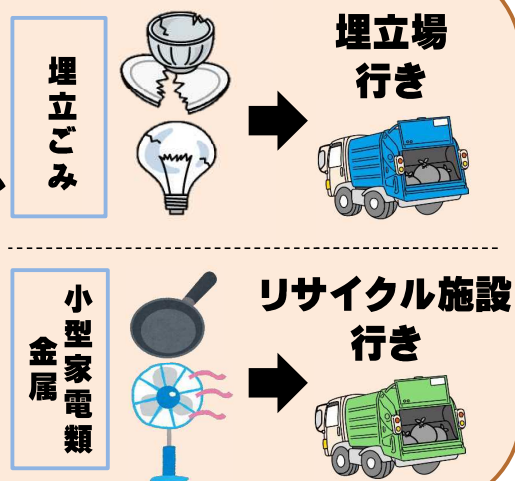 埋立ごみ
埋立場
行き
小型家電類
金属
リサイクル施設
行き